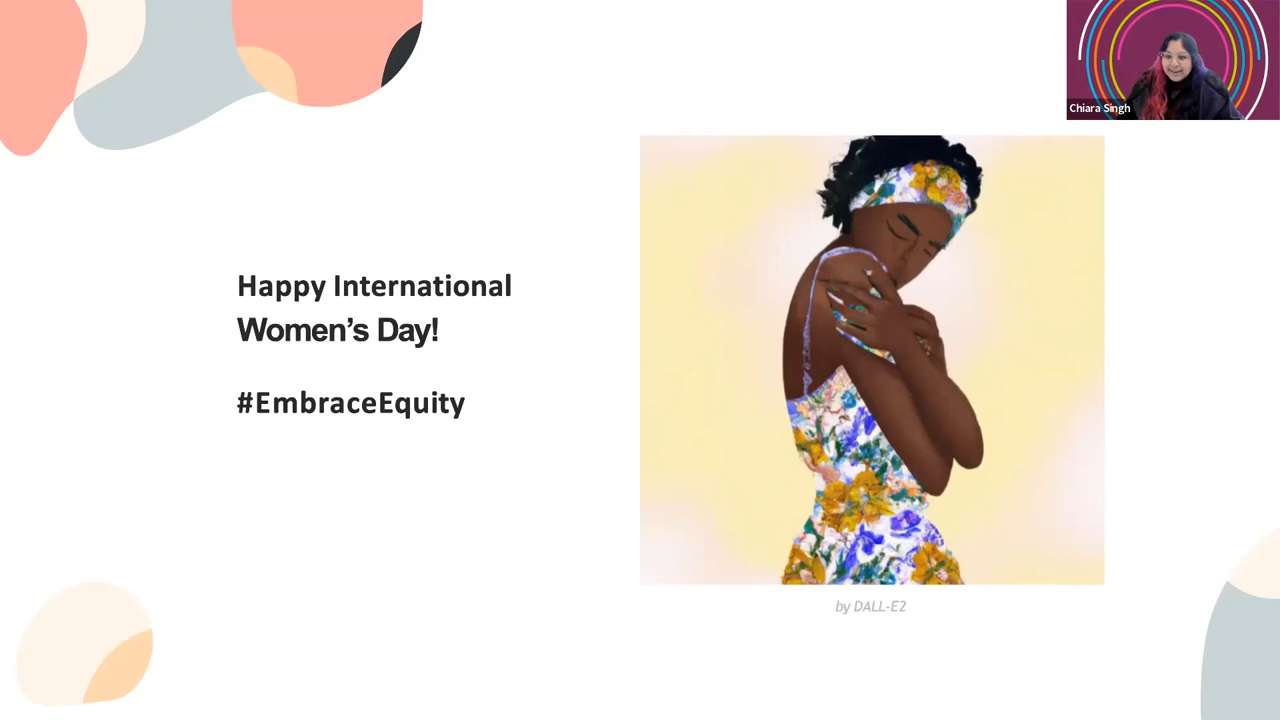 Chiara Singh
Happy International
Women's Day!
#EmbraceEquity
by DALL-E2